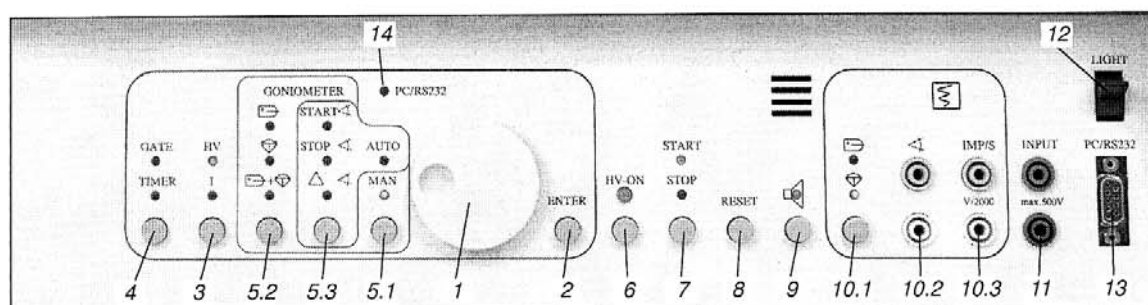 14
12
LIGHT
GONIOMETER
PC/RS232
START
STOP
AUTO
MAN
GATE
HV
TIMER
I
ENTER
HV-ON
START
STOP
RESET
IMP/S
V/2000
INPUT
max.500V
PC/RS232
4 3 5.2 5.3 5.1 1 2 6 7 8 9 10.1 10.2 10.3 11 13